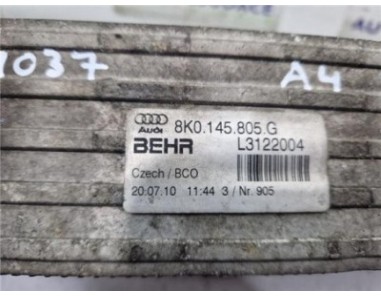 1037
A4
Audi 8K0.145.805.G
BEHR L3122004
Czech / BCO
20.07.10 11:44 3 / Nr. 905